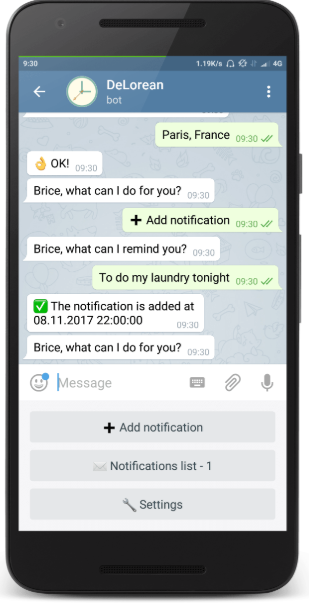 9:30
1.19K/s
4G
DeLorean
bot
Paris, France 09:30
👌 OK! 09:30
Brice, what can I do for you? 09:30
➕ Add notification 09:30
Brice, what can I remind you? 09:30
To do my laundry tonight 09:30
✅ The notification is added at
08.11.2017 22:00:00 09:30
Brice, what can I do for you? 09:30
Message
➕ Add notification
✉ Notifications list - 1
🔧 Settings